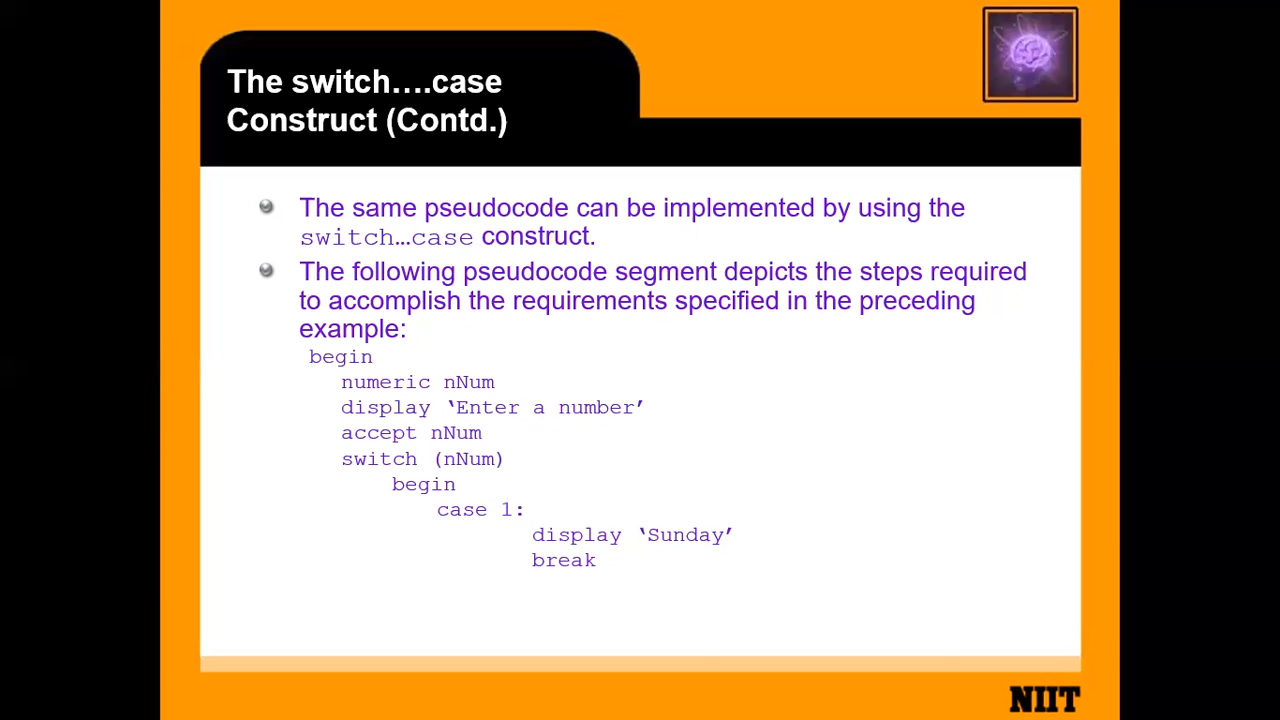 The switch….case
Construct (Contd.)
The same pseudocode can be implemented by using the
switch…case construct.
The following pseudocode segment depicts the steps required
to accomplish the requirements specified in the preceding
example:
begin
numeric nNum
display ‘Enter a number’
accept nNum
switch (nNum)
begin
case 1:
display ‘Sunday’
break
NIIT